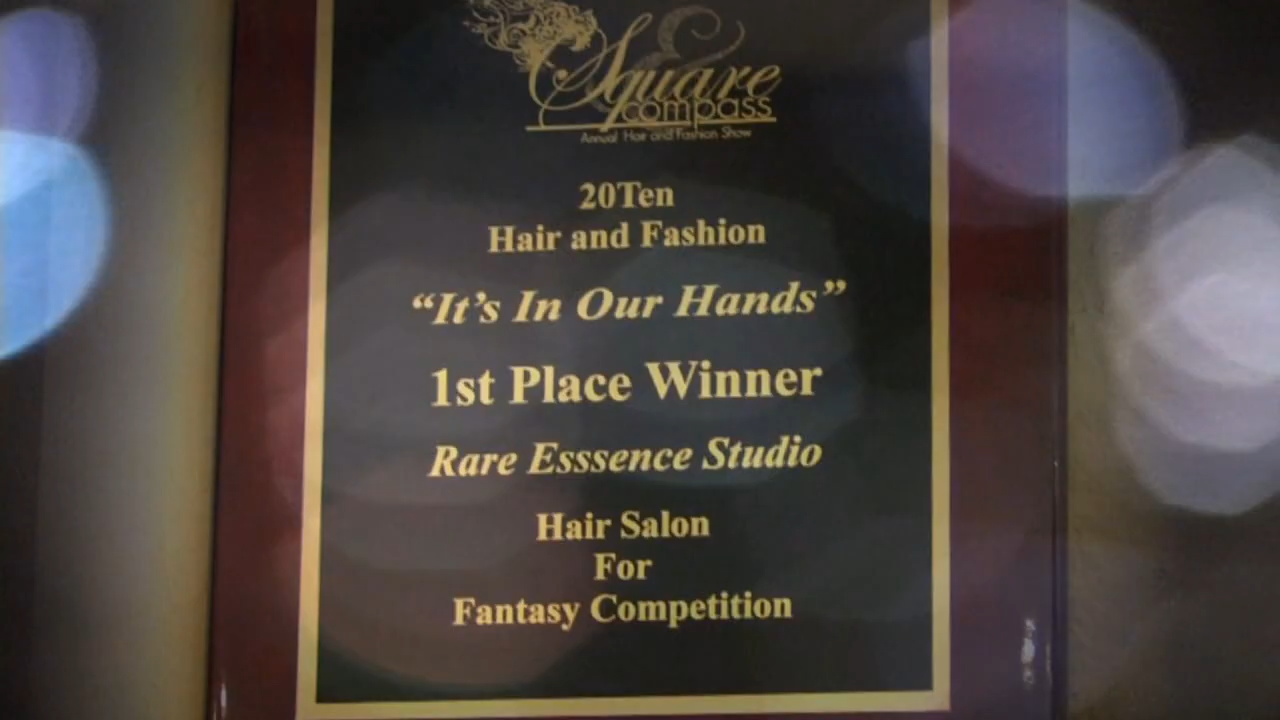 Square &
compass
Annual Hair and Fashion Show
20Ten
Hair and Fashion
“It’s In Our Hands”
1st Place Winner
Rare Esssence Studio
Hair Salon
For
Fantasy Competition